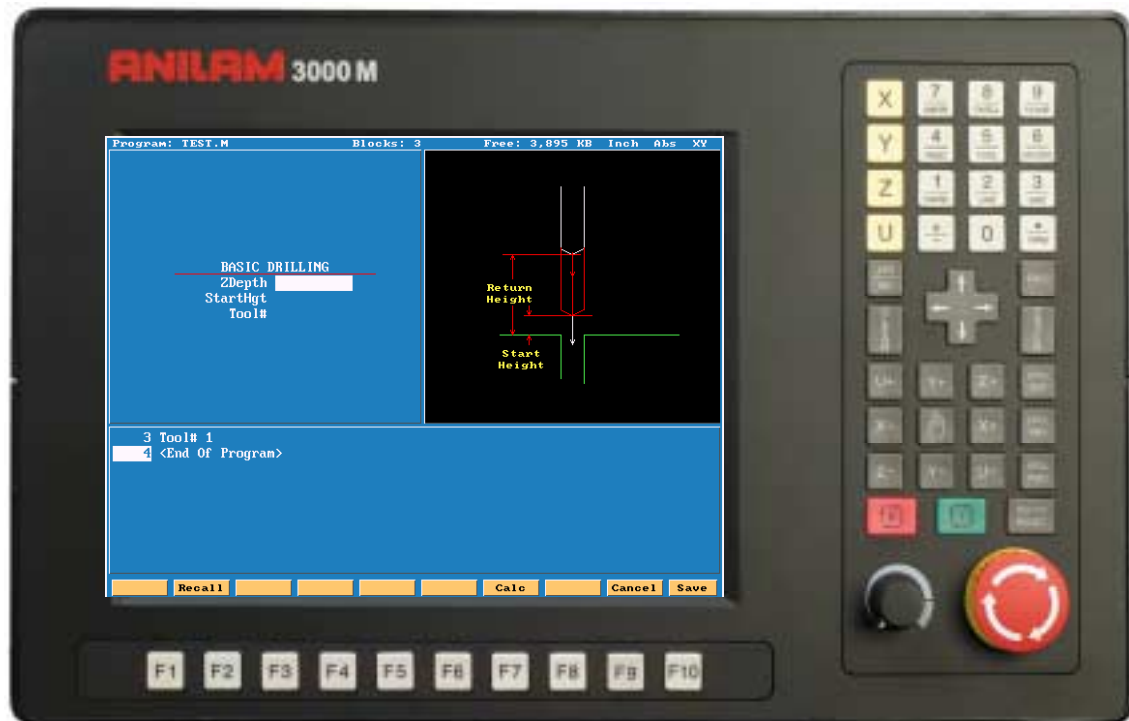 ANILAM 3000 M
Program: TEST.M Blocks: 3 Free: 3,895 KB Inch Abs XY
BASIC DRILLING
ZDepth
StartHgt
Tool#
Return
Height
Start
Height
3 Tool# 1
4 <End Of Program>
Recall Calc Cancel Save
F1 F2 F3 F4 F5 F6 F7 F8 F9 F10
X 7 8 9
Y 4 5 6
Z 1 2 3
U 0
U+ Y+ Z+
X- X+
Z- Y- U-